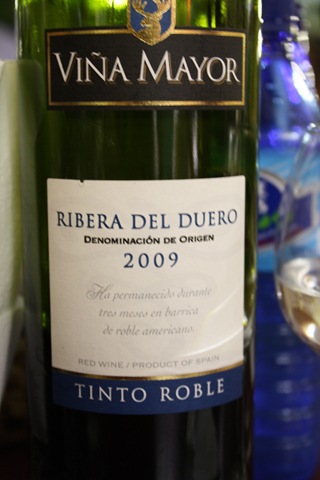 VIÑA MAYOR
RIBERA DEL DUERO
DENOMINACIÓN DE ORIGEN
2009
Ha permanecido durante
tres meses en barrica
de roble americano.
RED WINE / PRODUCT OF SPAIN
TINTO ROBLE